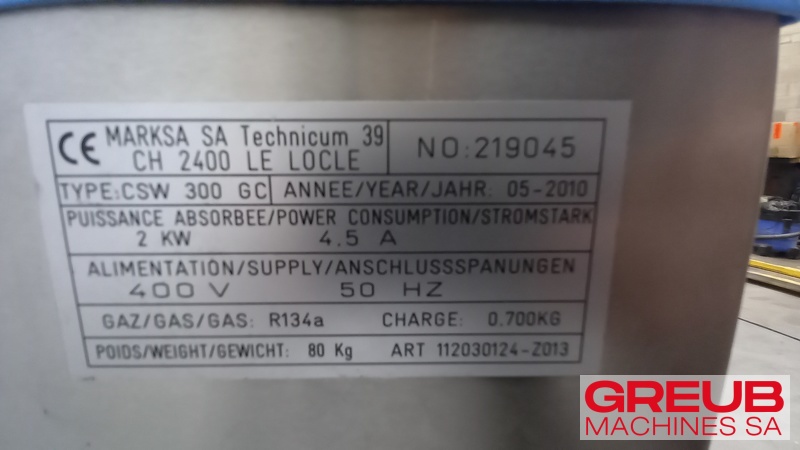 CE MARKSA SA Technicum 39
CH 2400 LE LOCLE
NO:219045
TYPE:CSW 300 GC
ANNEE/YEAR/JAHR: 05-2010
PUISSANCE ABSORBEE/POWER CONSUMPTION/STROMSTARK
2 KW 4.5 A
ALIMENTATION/SUPPLY/ANSCHLUSSSPANUNGEN
400 V 50 HZ
GAZ/GAS/GAS: R134a CHARGE: 0.700KG
POIDS/WEIGHT/GEWICHT: 80 Kg ART 112030124-Z013
GREUB
MACHINES SA